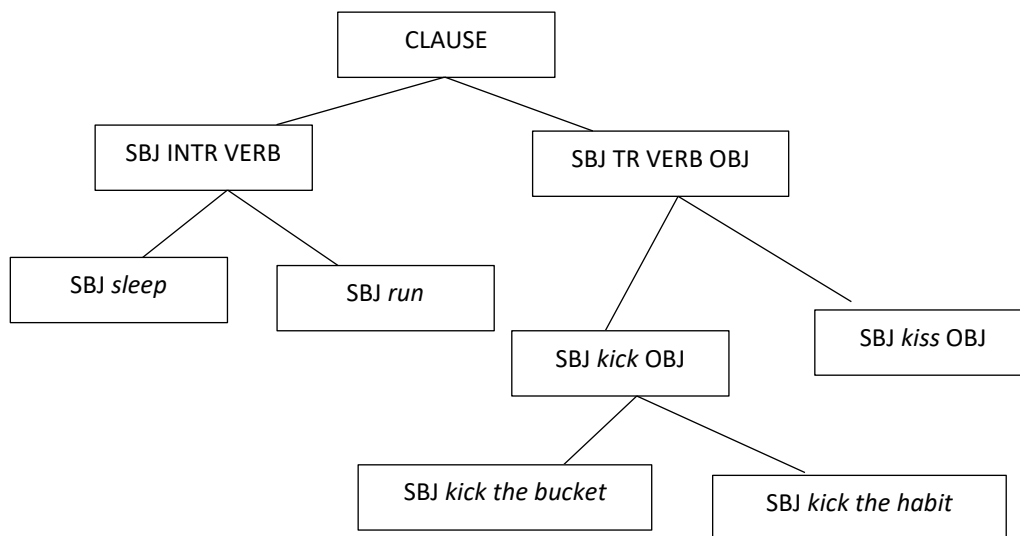 CLAUSE
SBJ INTR VERB
SBJ TR VERB OBJ
SBJ sleep
SBJ run
SBJ kick OBJ
SBJ kiss OBJ
SBJ kick the bucket
SBJ kick the habit